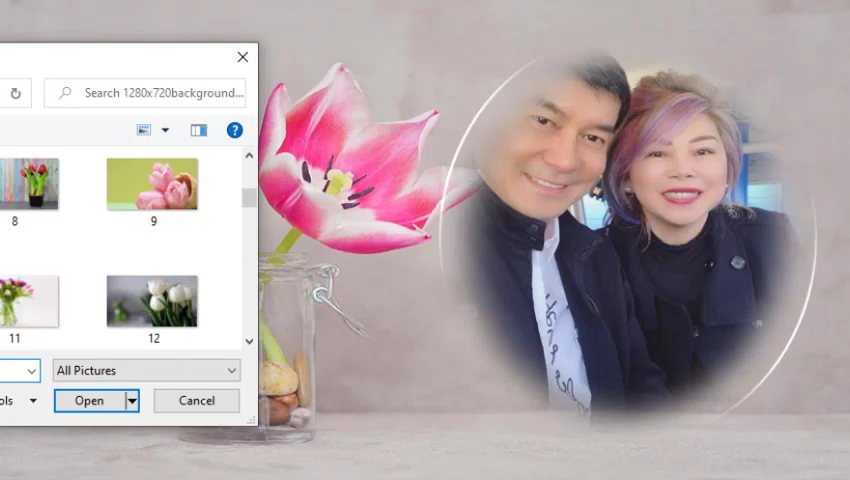 Search 1280x720background...
8
9
11
12
All Pictures
ols
Open
Cancel